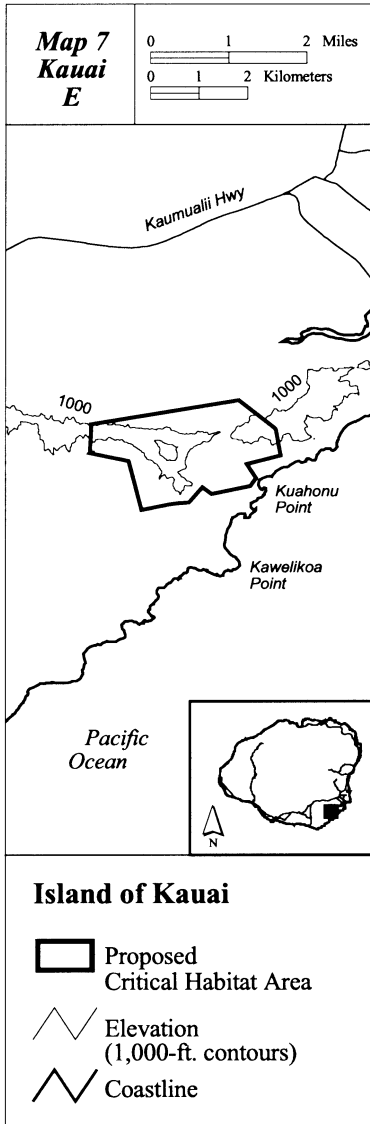 Map 7
Kauai
E
0 1 2 Miles
0 1 2 Kilometers
Kaumualii Hwy
1000
1000
Kuahonu
Point
Kawelikoa
Point
Pacific
Ocean
N
Island of Kauai
Proposed
Critical Habitat Area
Elevation
(1,000-ft. contours)
Coastline